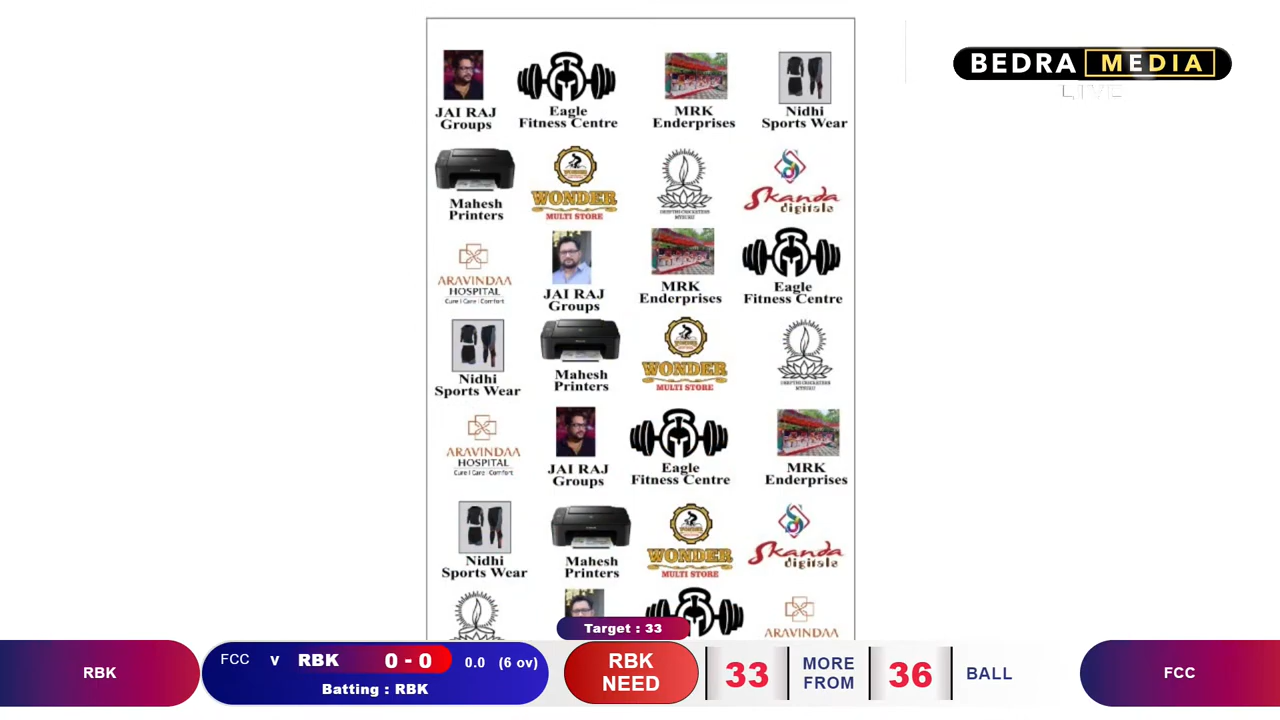 BEDRA MEDIA
LIVE
JAI RAJ
Groups
Eagle
Fitness Centre
MRK
Enderprises
Nidhi
Sports Wear
Mahesh
Printers
WONDER
MULTI STORE
Skanda
digitals
ARAVINDAA
HOSPITAL
Cure | Care | Comfort
JAI RAJ
Groups
MRK
Enderprises
Eagle
Fitness Centre
Nidhi
Sports Wear
Mahesh
Printers
WONDER
MULTI STORE
ARAVINDAA
HOSPITAL
Cure | Care | Comfort
JAI RAJ
Groups
Eagle
Fitness Centre
MRK
Enderprises
Nidhi
Sports Wear
Mahesh
Printers
WONDER
MULTI STORE
Skanda
digitals
ARAVINDAA
Target : 33
RBK
FCC v RBK 0 - 0 0.0 (6 ov)
Batting : RBK
RBK
NEED
33
MORE
FROM
36
BALL
FCC